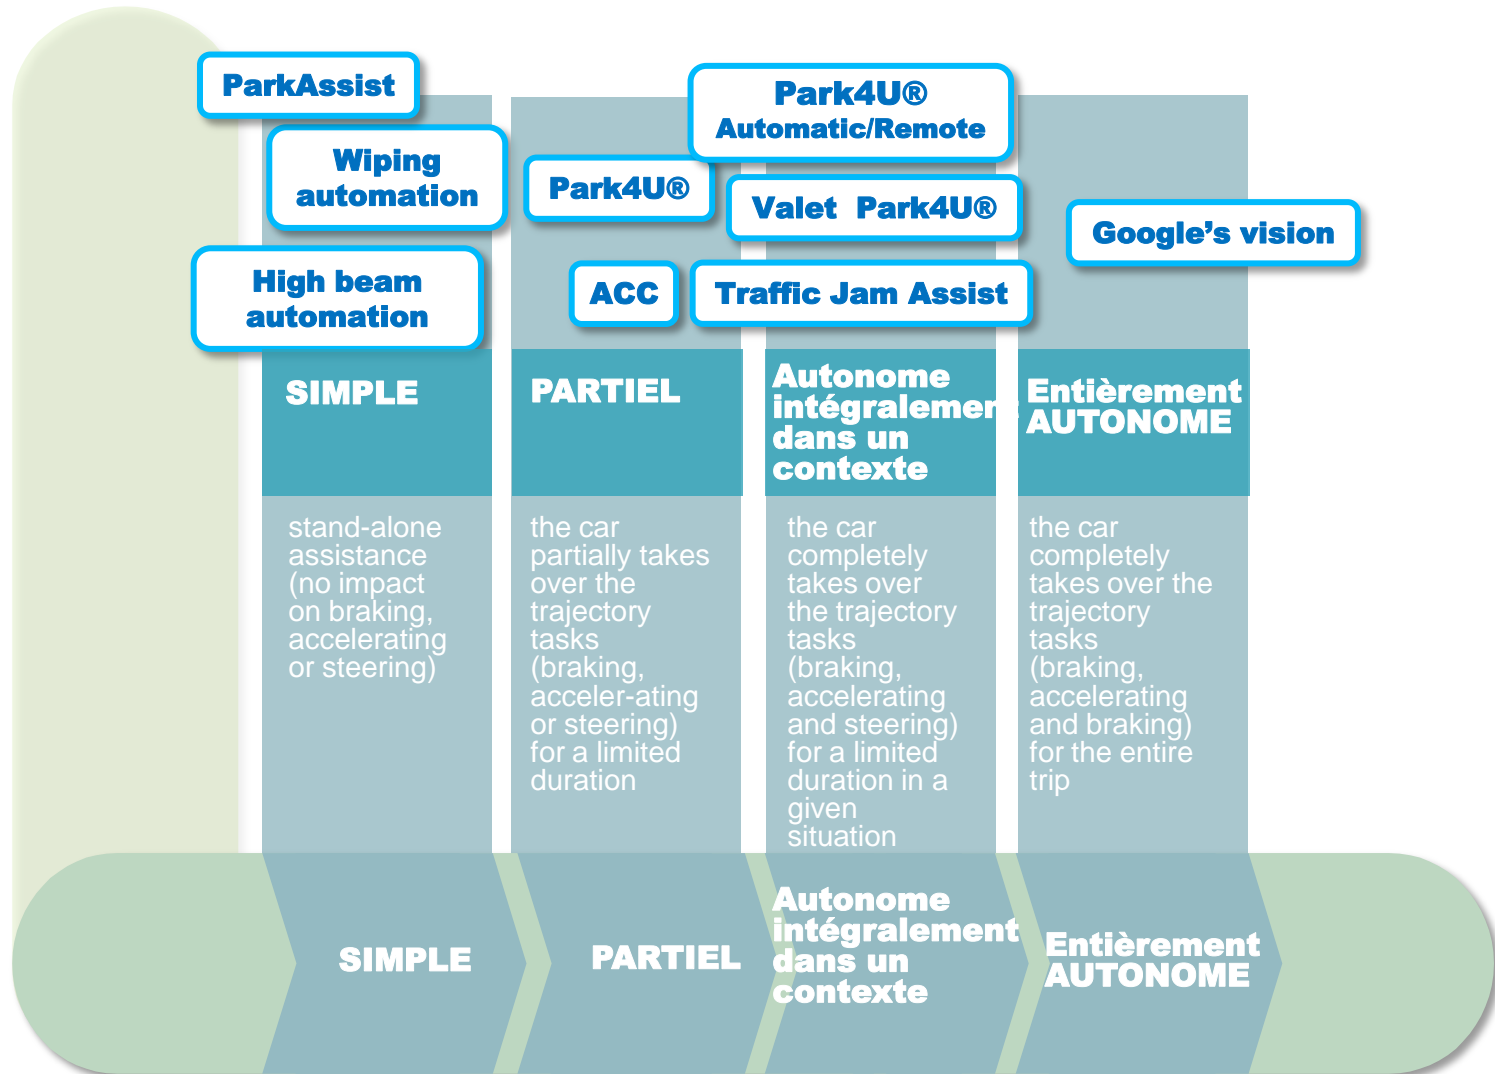 ParkAssist
Wiping
automation
High beam
automation
Park4U®
ACC
Park4U®
Automatic/Remote
Valet Park4U®
Traffic Jam Assist
Google’s vision
SIMPLE
PARTIEL
Autonome
intégralement
dans un
contexte
Entièrement
AUTONOME
stand-alone
assistance
(no impact
on braking,
accelerating
or steering)
the car
partially takes
over the
trajectory
tasks
(braking,
acceler-ating
or steering)
for a limited
duration
the car
completely
takes over
the trajectory
tasks
(braking,
accelerating
and steering)
for a limited
duration in a
given
situation
the car
completely
takes over the
trajectory
tasks
(braking,
accelerating
and braking)
for the entire
trip
SIMPLE
PARTIEL
Autonome
intégralement
dans un
contexte
Entièrement
AUTONOME